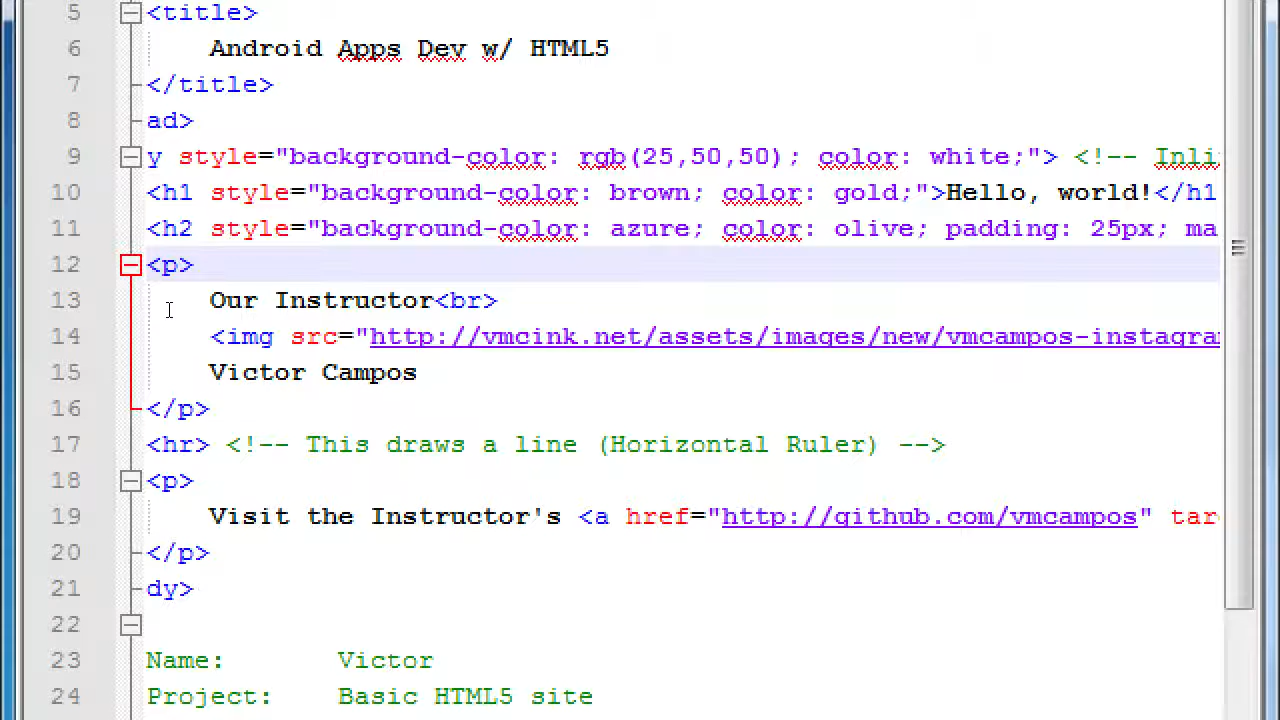 5 <title>
6 Android Apps Dev w/ HTML5
7 </title>
8 ad>
9 y style="background-color: rgb(25,50,50); color: white;"> <!-- Inli
10 <h1 style="background-color: brown; color: gold;">Hello, world!</h1
11 <h2 style="background-color: azure; color: olive; padding: 25px; ma
12 <p>
13 Our Instructor<br>
14 <img src="http://vmcink.net/assets/images/new/vmcampos-instagra
15 Victor Campos
16 </p>
17 <hr> <!-- This draws a line (Horizontal Ruler) -->
18 <p>
19 Visit the Instructor's <a href="http://github.com/vmcampos" tar
20 </p>
21 dy>
22
23 Name: Victor
24 Project: Basic HTML5 site